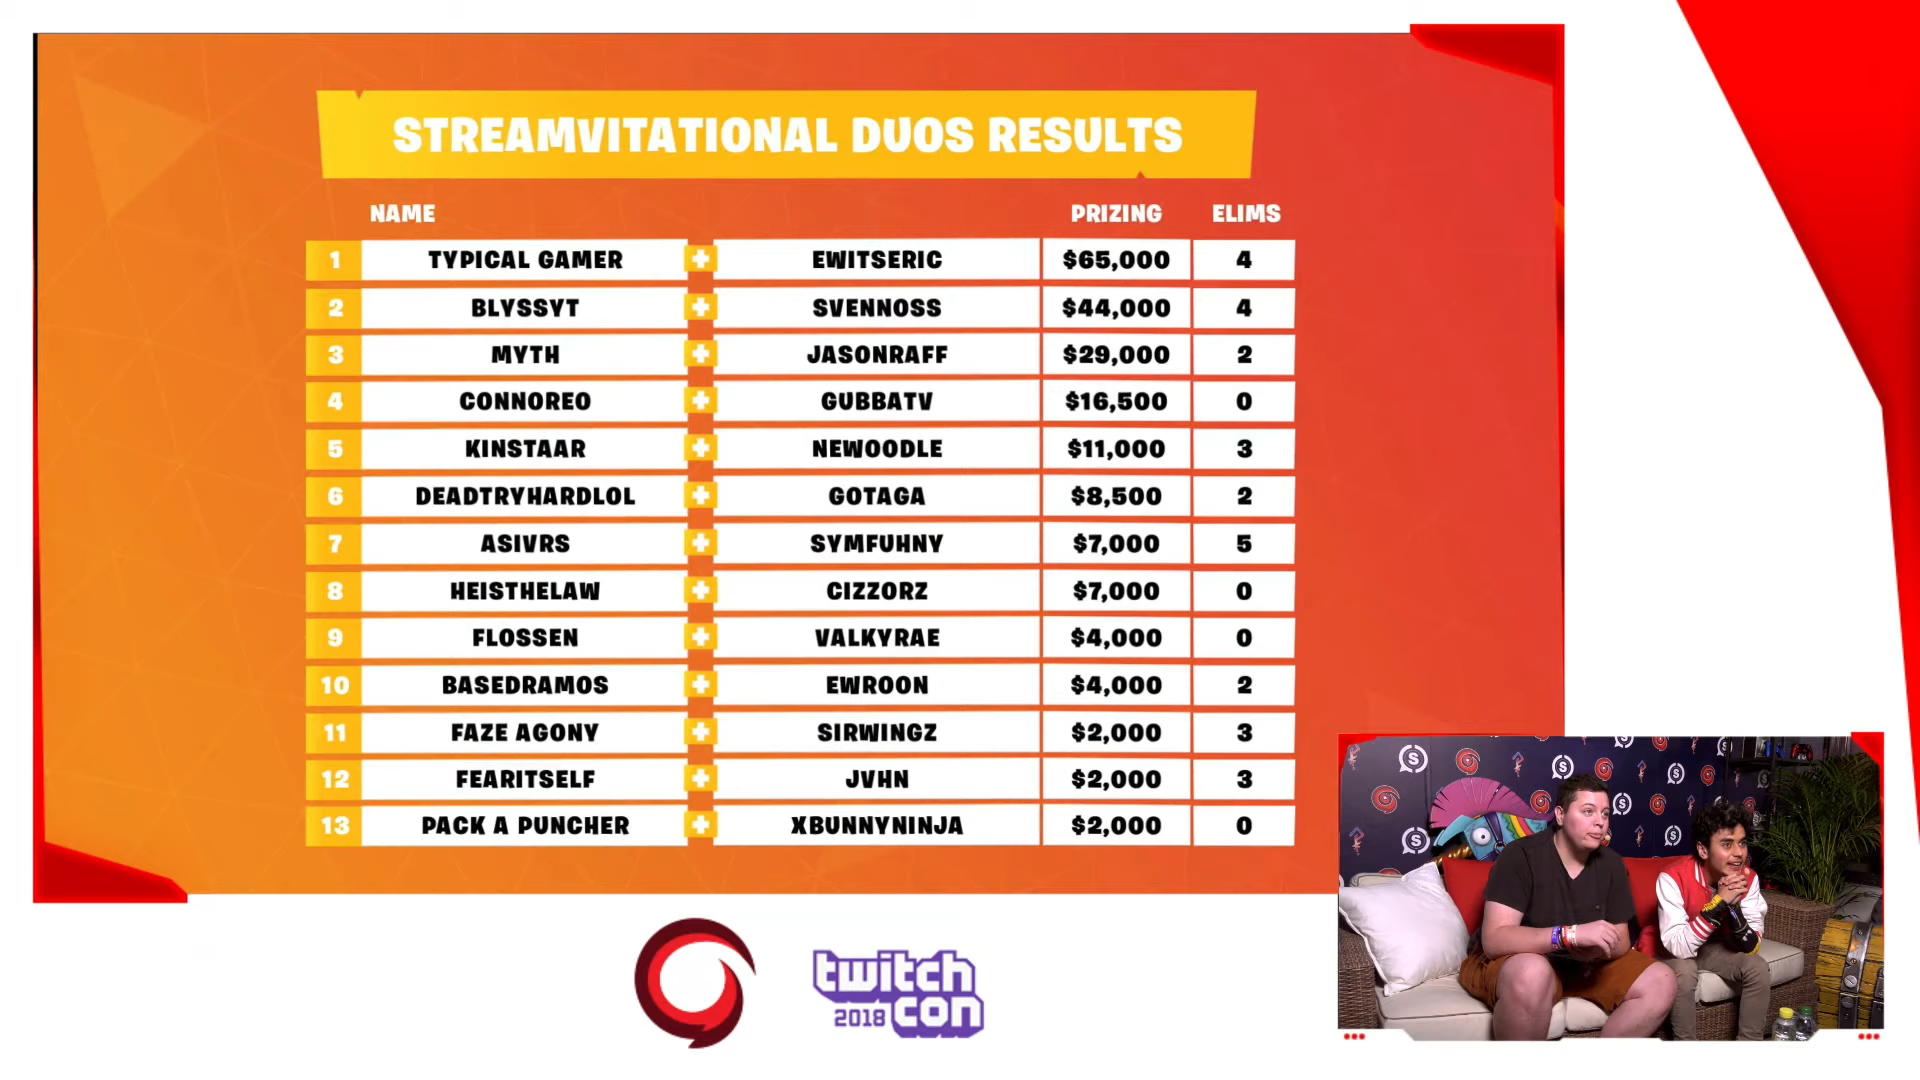 STREAMVITATIONAL DUOS RESULTS
NAME PRIZING ELIMS
1 TYPICAL GAMER + EWITSERIC $65,000 4
2 BLYSSYT + SVENNOSS $44,000 4
3 MYTH + JASONRAFF $29,000 2
4 CONNOREO + GUBBATV $16,500 0
5 KINSTAAR + NEWOODLE $11,000 3
6 DEADTRYHARDLOL + GOTAGA $8,500 2
7 ASIVRS + SYMFUHNY $7,000 5
8 HEISTHELAW + CIZZORZ $7,000 0
9 FLOSSEN + VALKYRAE $4,000 0
10 BASEDRAMOS + EWROON $4,000 2
11 FAZE AGONY + SIRWINGZ $2,000 3
12 FEARITSELF + JVHN $2,000 3
13 PACK A PUNCHER + XBUNNYNINJA $2,000 0
twitch
2018 con